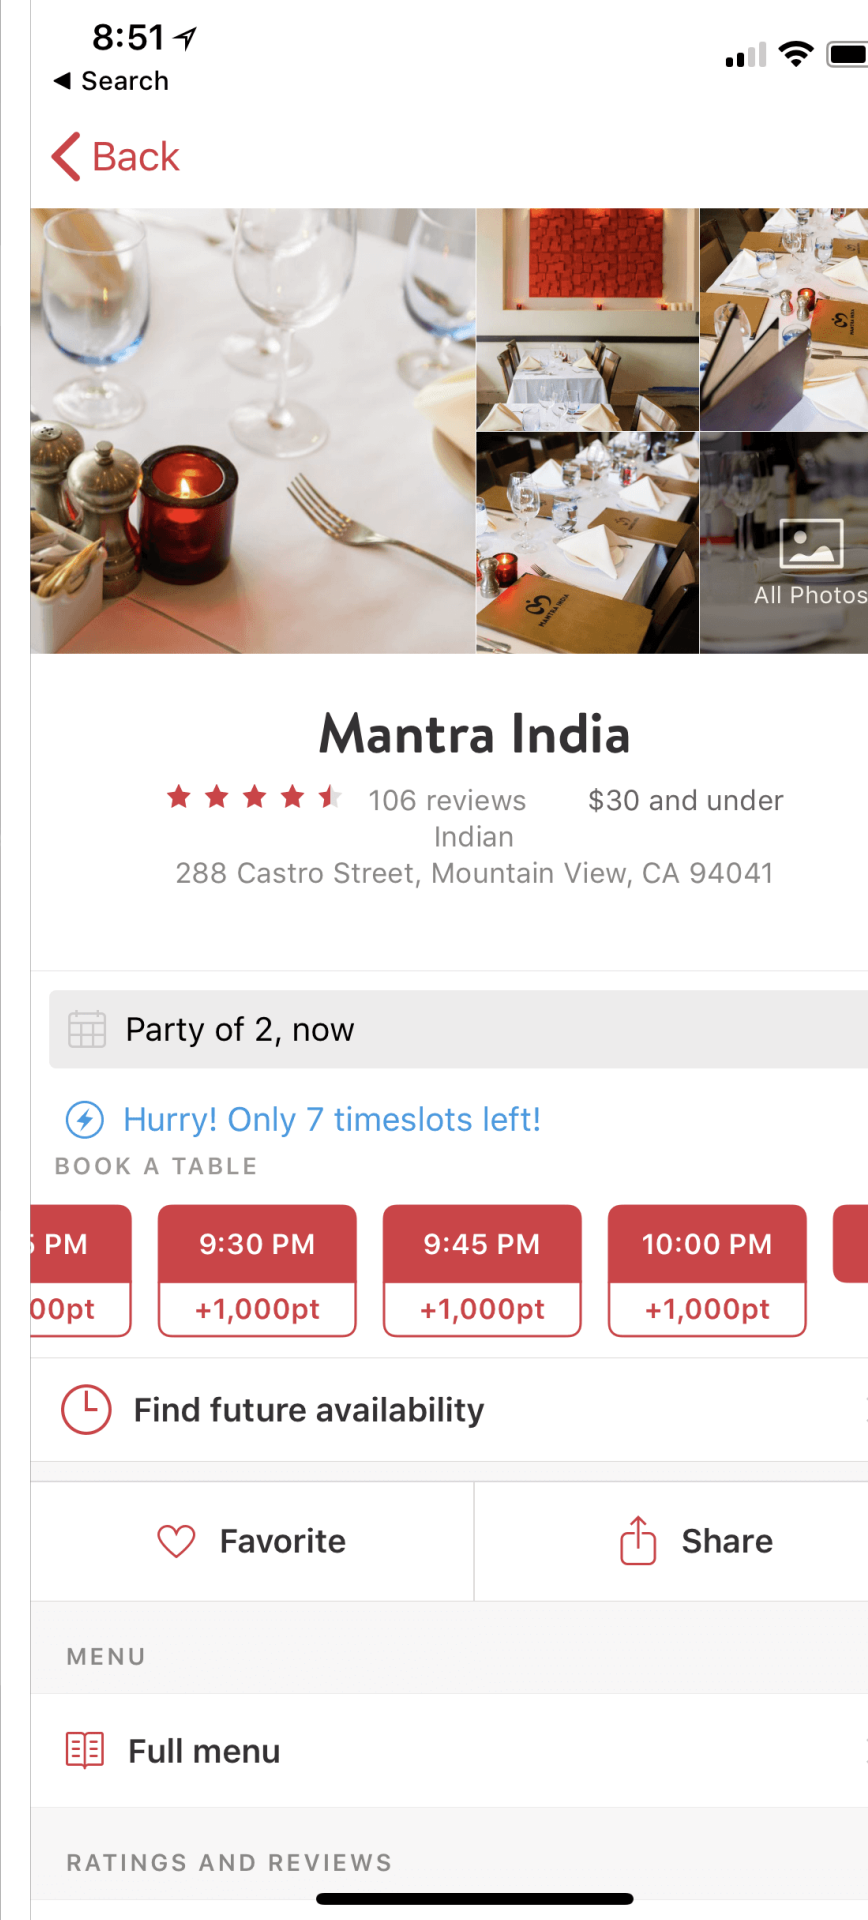 8:51
Search
Back
MANTRA INDIA
All Photos
Mantra India
106 reviews $30 and under
Indian
288 Castro Street, Mountain View, CA 94041
Party of 2, now
Hurry! Only 7 timeslots left!
BOOK A TABLE
5 PM 9:30 PM 9:45 PM 10:00 PM
00pt +1,000pt +1,000pt +1,000pt
Find future availability
Favorite Share
MENU
Full menu
RATINGS AND REVIEWS